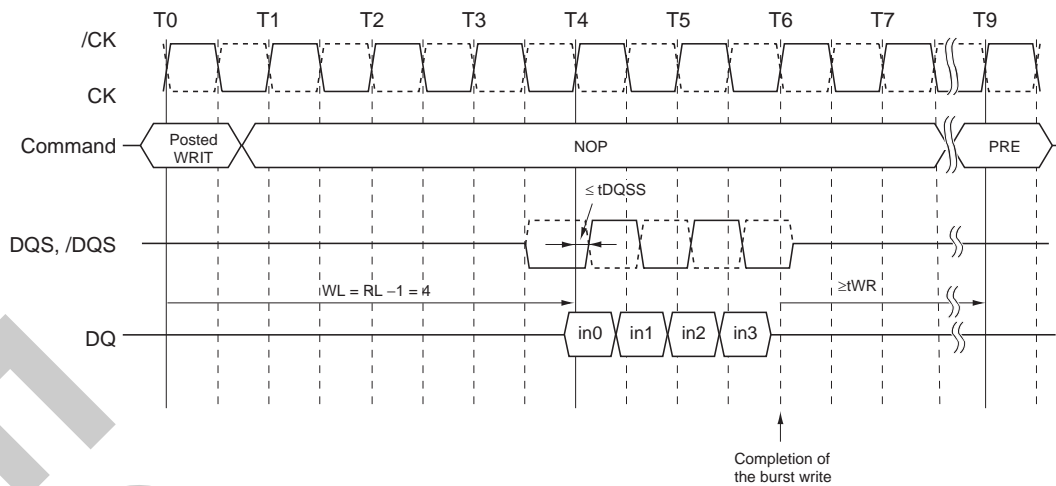 T0 T1 T2 T3 T4 T5 T6 T7 T9
/CK
CK
Command
Posted
WRIT
NOP
PRE
≤ tDQSS
DQS, /DQS
WL = RL −1 = 4
≥tWR
DQ
in0 in1 in2 in3
Completion of
the burst write